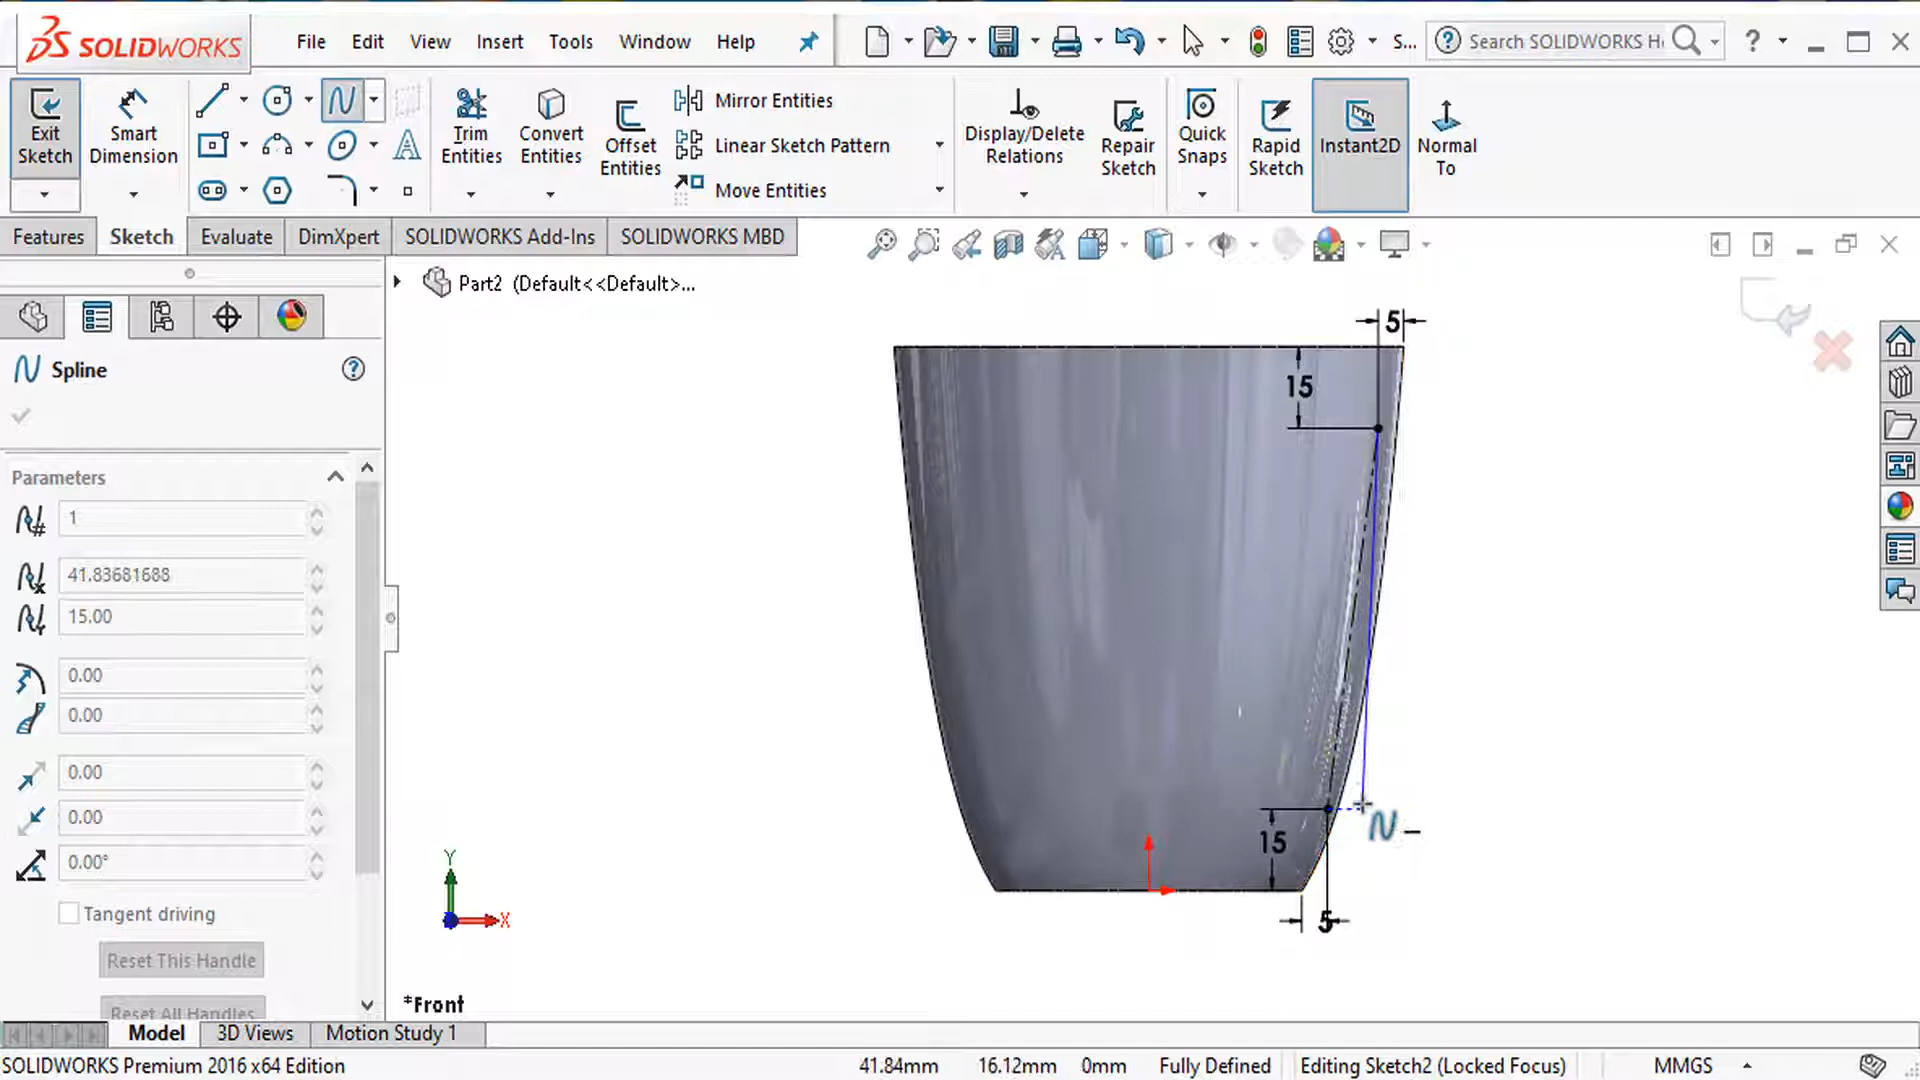 SOLIDWORKS
File Edit View Insert Tools Window Help
S...
Search SOLIDWORKS H
?
Exit Sketch
Smart Dimension
Trim Entities
Convert Entities
Offset Entities
Mirror Entities
Linear Sketch Pattern
Move Entities
Display/Delete Relations
Repair Sketch
Quick Snaps
Rapid Sketch
Instant2D
Normal To
Features Sketch Evaluate DimXpert SOLIDWORKS Add-Ins SOLIDWORKS MBD
Part2 (Default<<Default>...
Spline
?
Parameters
1
41.83681688
15.00
0.00
0.00
0.00
0.00
0.00°
Tangent driving
Reset This Handle
Reset All Handles
5
15
15
5
Y
X
*Front
Model 3D Views Motion Study 1
SOLIDWORKS Premium 2016 x64 Edition
41.84mm 16.12mm 0mm Fully Defined Editing Sketch2 (Locked Focus) MMGS